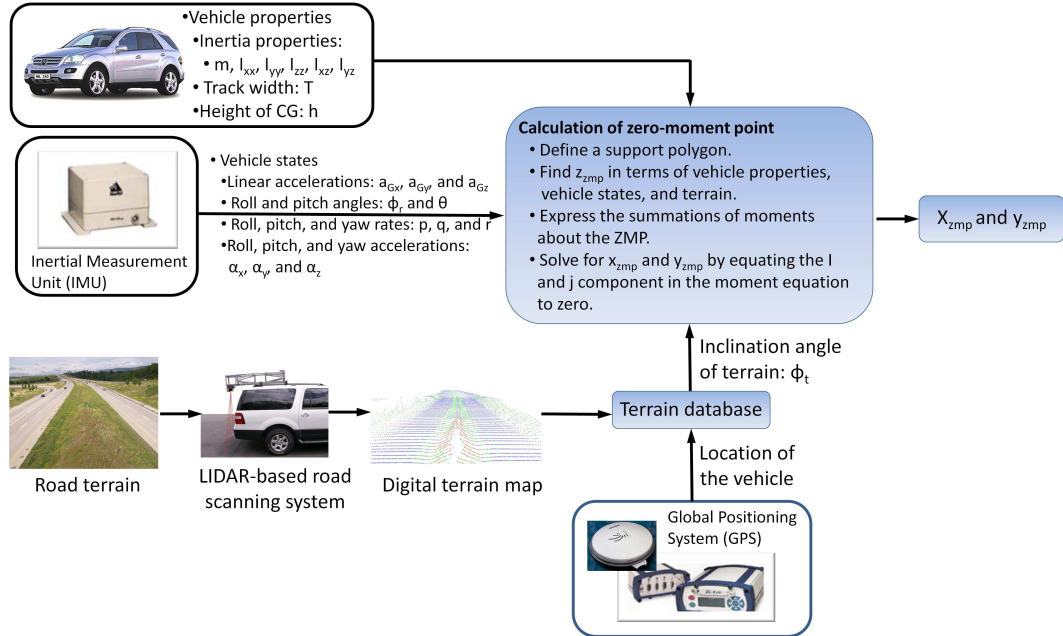 •Vehicle properties
•Inertia properties:
• m, Ixx, Iyy, Izz, Ixz, Iyz
• Track width: T
•Height of CG: h
Inertial Measurement
Unit (IMU)
• Vehicle states
•Linear accelerations: aGx, aGy, and aGz
• Roll and pitch angles: ϕr and θ
• Roll, pitch, and yaw rates: p, q, and r
•Roll, pitch, and yaw accelerations:
αx, αy, and αz
Calculation of zero-moment point
• Define a support polygon.
• Find zzmp in terms of vehicle properties,
vehicle states, and terrain.
• Express the summations of moments
about the ZMP.
• Solve for xzmp and yzmp by equating the I
and j component in the moment equation
to zero.
Xzmp and yzmp
Inclination angle
of terrain: ϕt
Terrain database
Location of
the vehicle
Road terrain
LIDAR-based road
scanning system
Digital terrain map
Global Positioning
System (GPS)